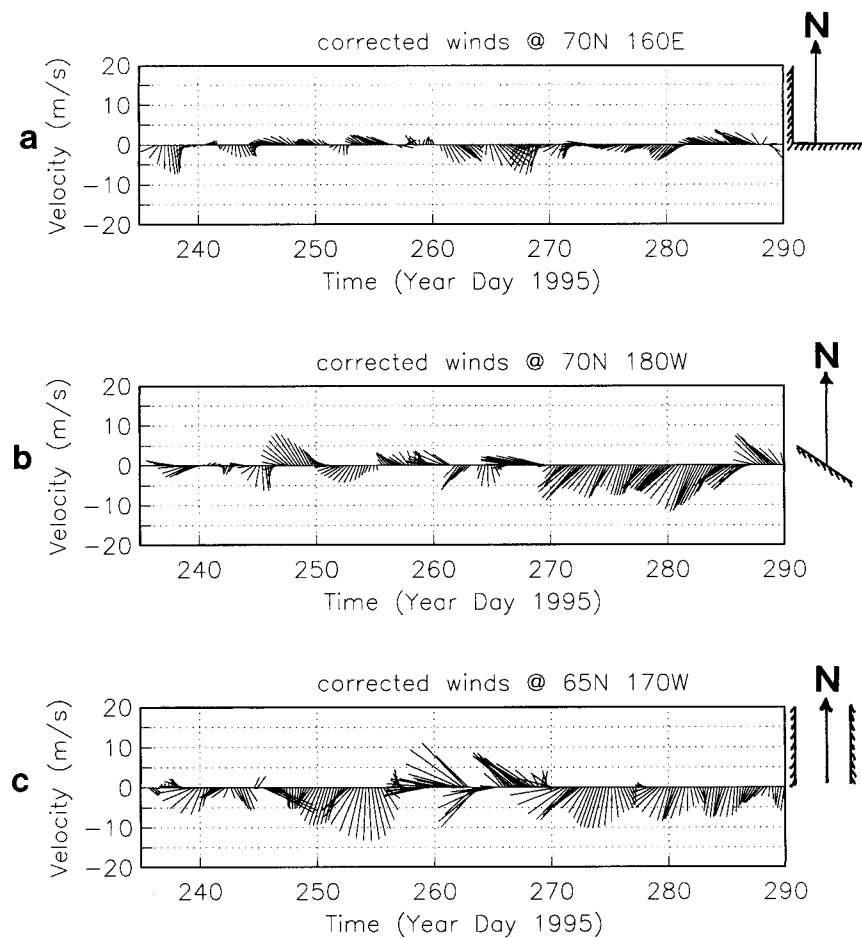 corrected winds @ 70N 160E
N
a
Velocity (m/s)
20
10
0
−10
−20
240
250
260
270
280
290
Time (Year Day 1995)
corrected winds @ 70N 180W
N
b
Velocity (m/s)
20
10
0
−10
−20
240
250
260
270
280
290
Time (Year Day 1995)
corrected winds @ 65N 170W
N
c
Velocity (m/s)
20
10
0
−10
−20
240
250
260
270
280
290
Time (Year Day 1995)